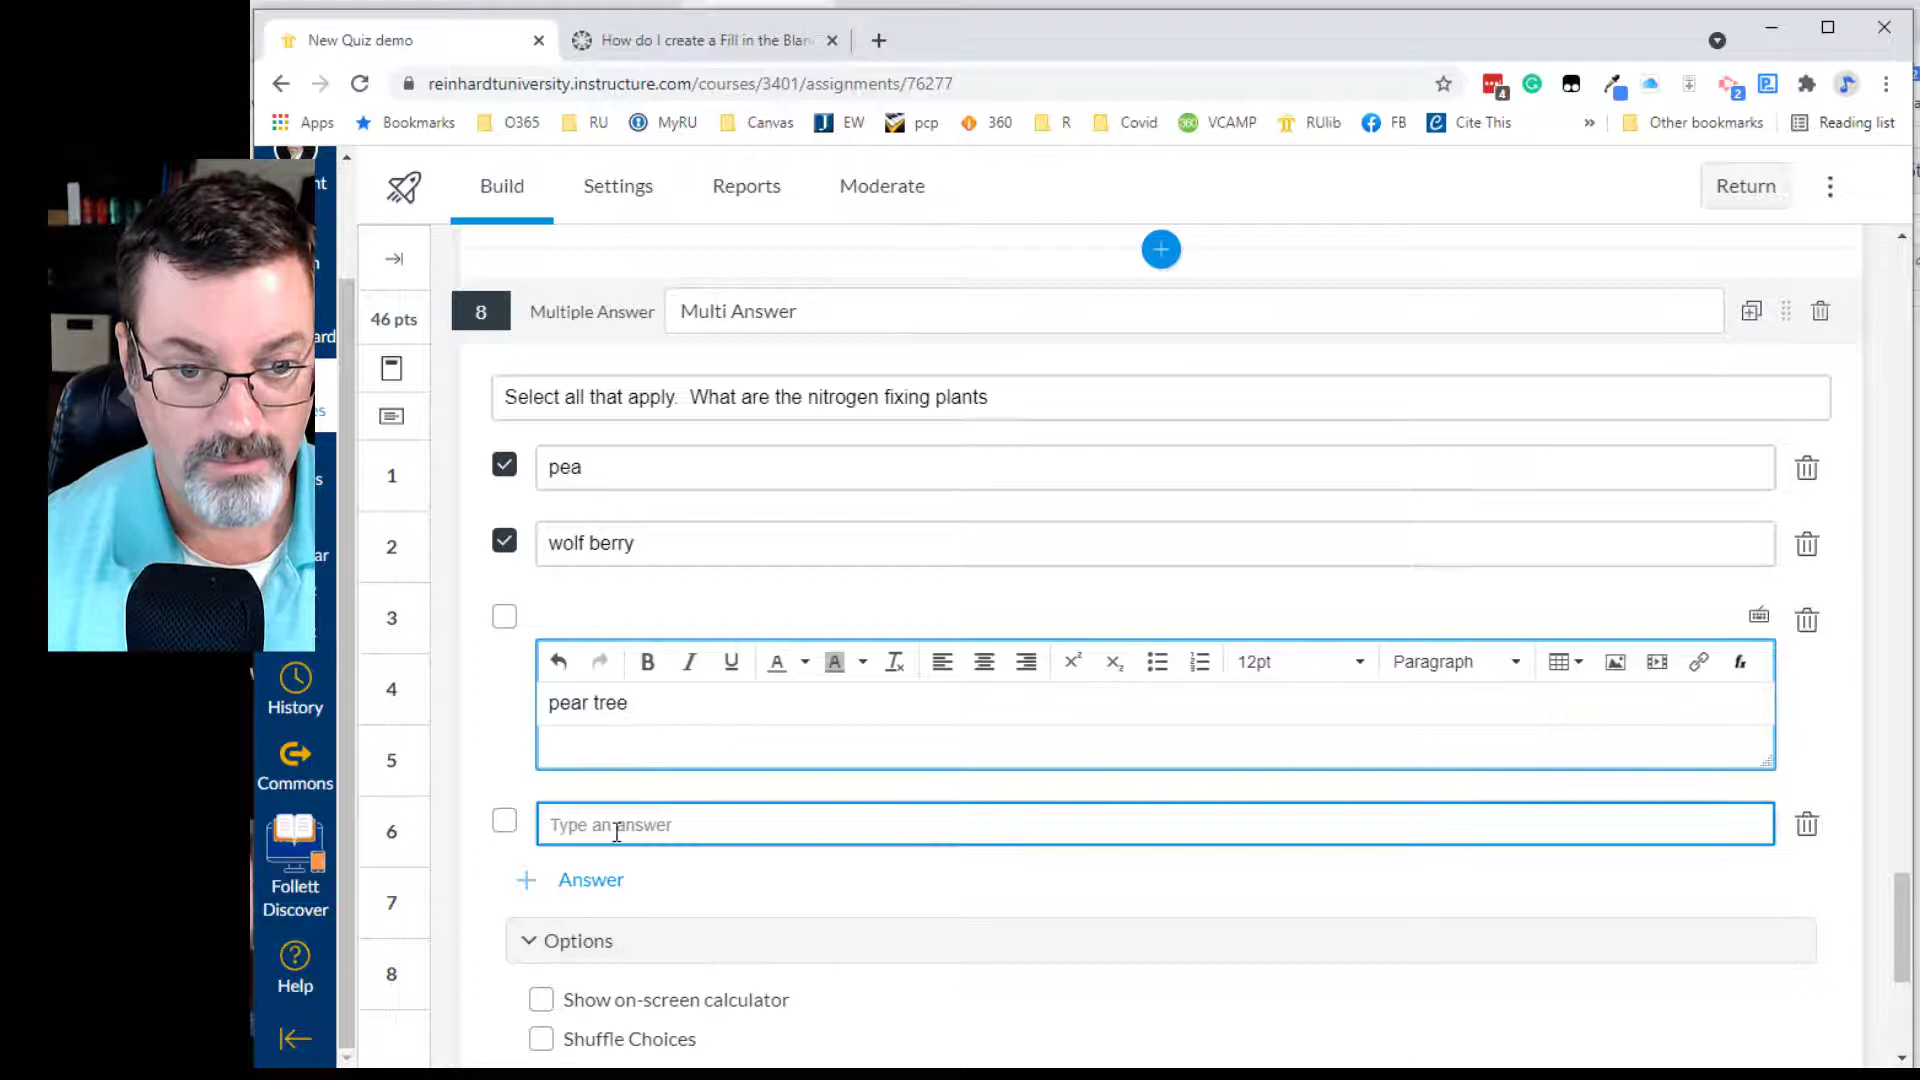 New Quiz demo
How do I create a Fill in the Blan
reinhardtuniversity.instructure.com/courses/3401/assignments/76277
4
2
Apps
Bookmarks
O365
RU
MyRU
Canvas
EW
pcp
360
R
Covid
VCAMP
RUlib
FB
Cite This
»
Other bookmarks
Reading list
Build
Settings
Reports
Moderate
Return
46 pts
8
Multiple Answer
Multi Answer
Select all that apply.  What are the nitrogen fixing plants
1
pea
2
wolf berry
3
12pt
Paragraph
4
pear tree
5
6
Type an answer
+ Answer
7
Options
8
Show on-screen calculator
Shuffle Choices
History
Commons
Follett
Discover
Help